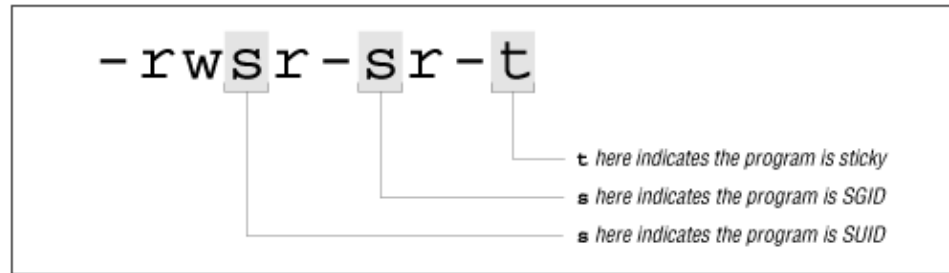 -rwsr-sr-t
t here indicates the program is sticky
s here indicates the program is SGID
s here indicates the program is SUID